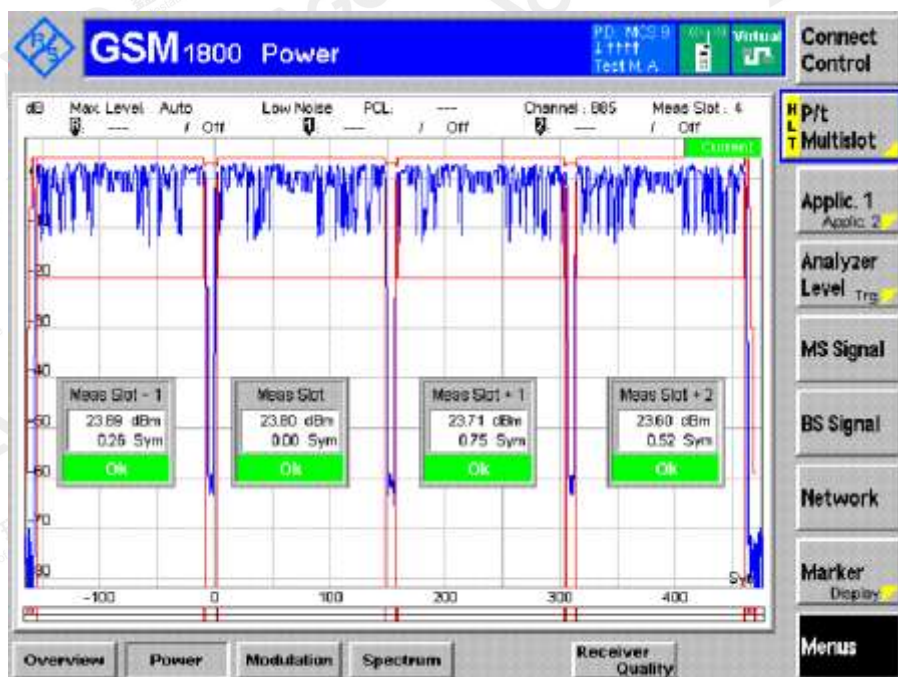 GSM 1800 Power
PD: MCS 9
Test M. A
Virtual
Connect
Control
dB Max. Level: Auto Low Noise PCL: --- Channel : 885 Meas Slot : 4
--- / Off 1 --- / Off 2 --- / Off
Current
H L T
P/t
Multislot
Applic. 1
Applic. 2
Analyzer
Level Trg.
MS Signal
BS Signal
Network
Marker
Display
Menus
-20
-30
-40
-50
-60
-70
Meas Slot - 1
23.89 dBm
0.26 Sym
Ok
Meas Slot
23.80 dBm
0.00 Sym
Ok
Meas Slot + 1
23.71 dBm
0.75 Sym
Ok
Meas Slot + 2
23.60 dBm
0.52 Sym
Ok
-100 0 100 200 300 400
Overview Power Modulation Spectrum Receiver Quality